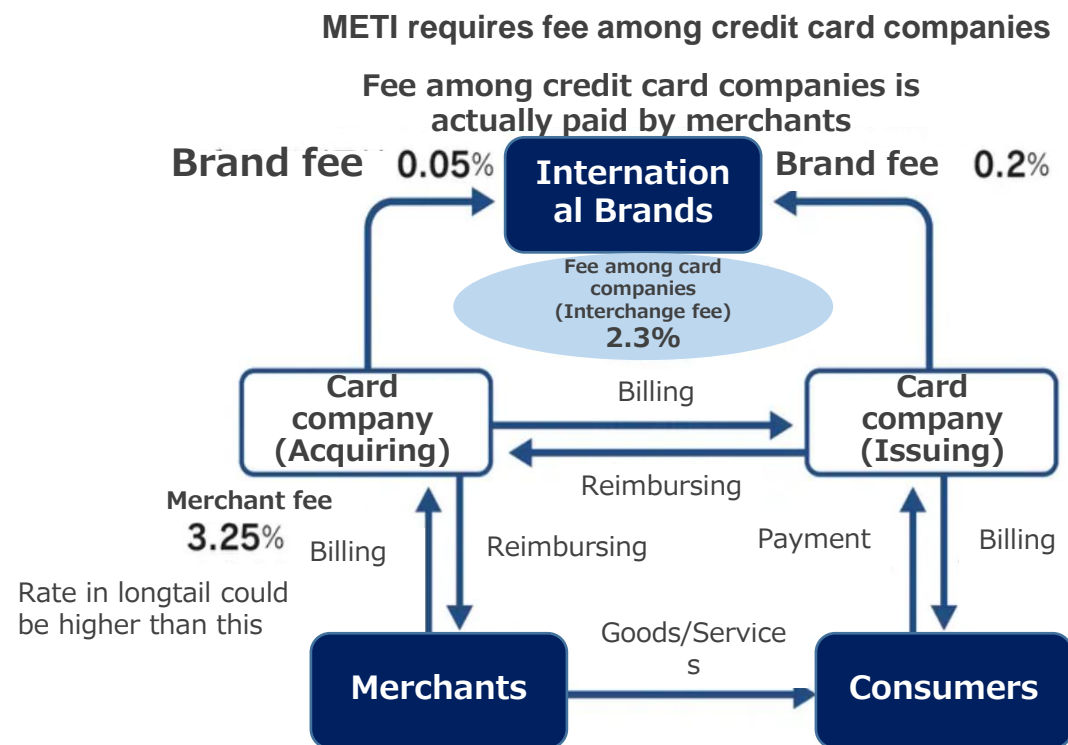 METI requires fee among credit card companies
Fee among credit card companies is
actually paid by merchants
Brand fee 0.05%
Internation
al Brands
Brand fee 0.2%
Fee among card
companies
(Interchange fee)
2.3%
Card
company
(Acquiring)
Billing
Card
company
(Issuing)
Reimbursing
Merchant fee
3.25%
Billing
Reimbursing
Payment
Billing
Rate in longtail could
be higher than this
Goods/Service
s
Merchants
Consumers